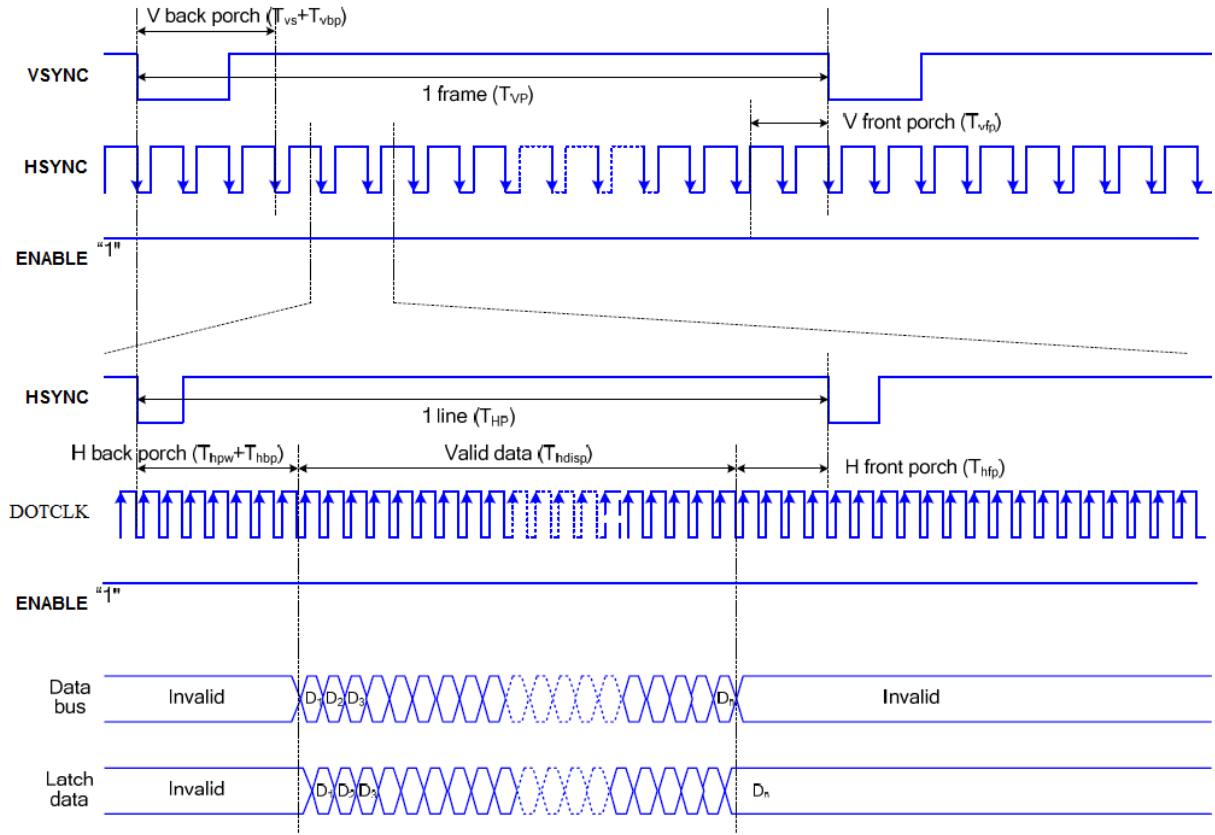 V back porch (Tvs+Tvbp)
VSYNC
1 frame (TVP)
V front porch (Tvfp)
HSYNC
ENABLE “1"
HSYNC
1 line (THP)
H back porch (Thpw+Thbp)
Valid data (Thdisp)
H front porch (Thfp)
DOTCLK
ENABLE “1"
Data
bus
Invalid
D1 D2 D3
Dn
Invalid
Latch
data
Invalid
D1 D2 D3
Dn